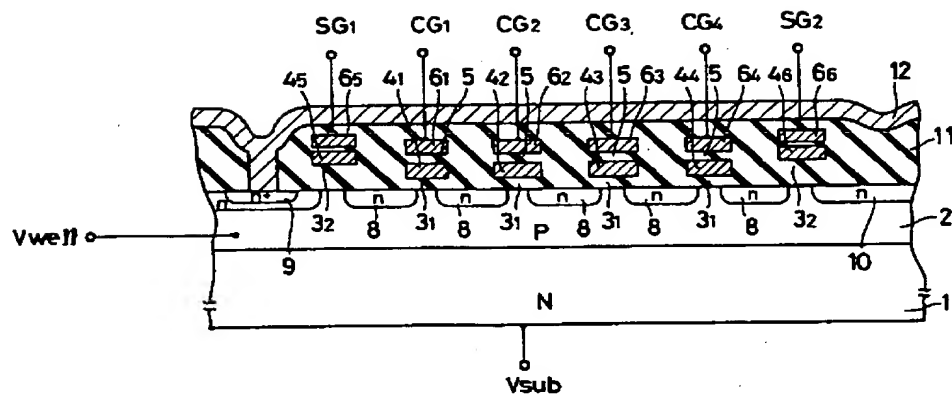 SG1 CG1 CG2 CG3 CG4 SG2
45 65 41 61 5 42 5 62 43 5 63 44 5 64 46 66 12
11
n n+ n n n n n n
32 8 31 8 31 8 31 8 31 8 32
2
Vwell P
9 10
N 1
Vsub